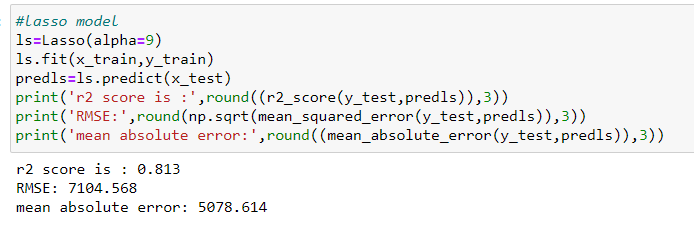 #lasso model
ls=Lasso(alpha=9)
ls.fit(x_train,y_train)
predls=ls.predict(x_test)
print('r2 score is :',round((r2_score(y_test,predls)),3))
print('RMSE:',round(np.sqrt(mean_squared_error(y_test,predls)),3))
print('mean absolute error:',round((mean_absolute_error(y_test,predls)),3))
r2 score is : 0.813
RMSE: 7104.568
mean absolute error: 5078.614